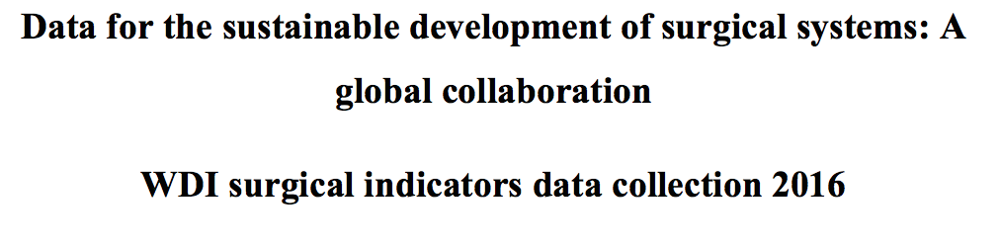 Data for the sustainable development of surgical systems: A
global collaboration
WDI surgical indicators data collection 2016